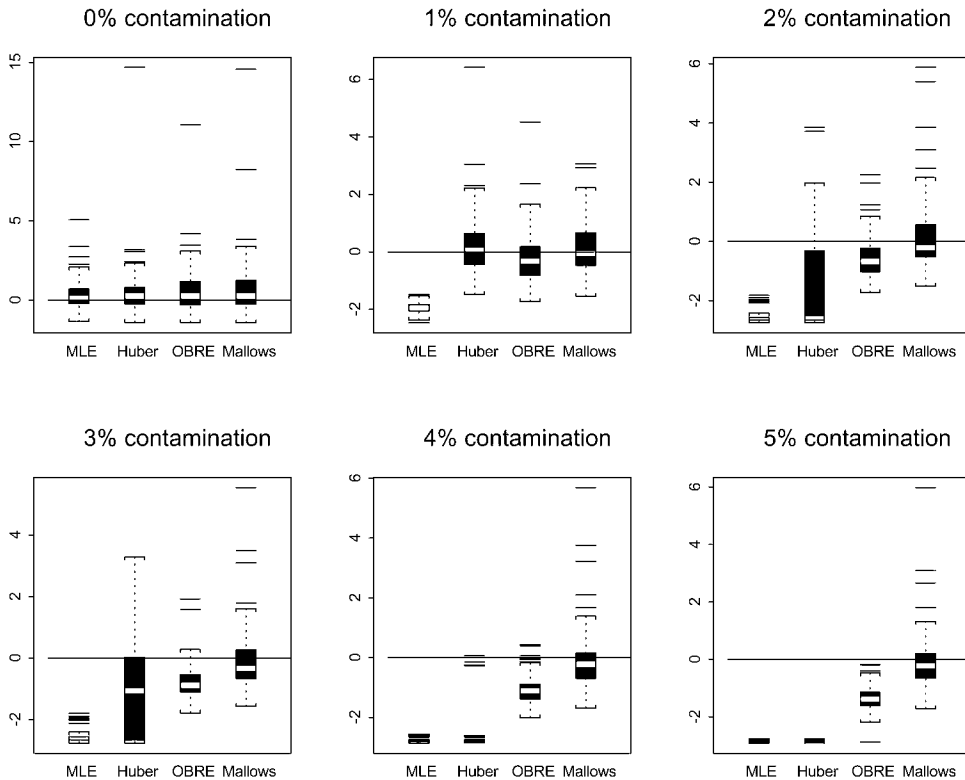 0% contamination
1% contamination
2% contamination
15
10
5
0
6
4
2
0
-2
6
4
2
0
-2
MLE Huber OBRE Mallows
MLE Huber OBRE Mallows
MLE Huber OBRE Mallows
3% contamination
4% contamination
5% contamination
4
2
0
-2
6
4
2
0
-2
6
4
2
0
-2
MLE Huber OBRE Mallows
MLE Huber OBRE Mallows
MLE Huber OBRE Mallows